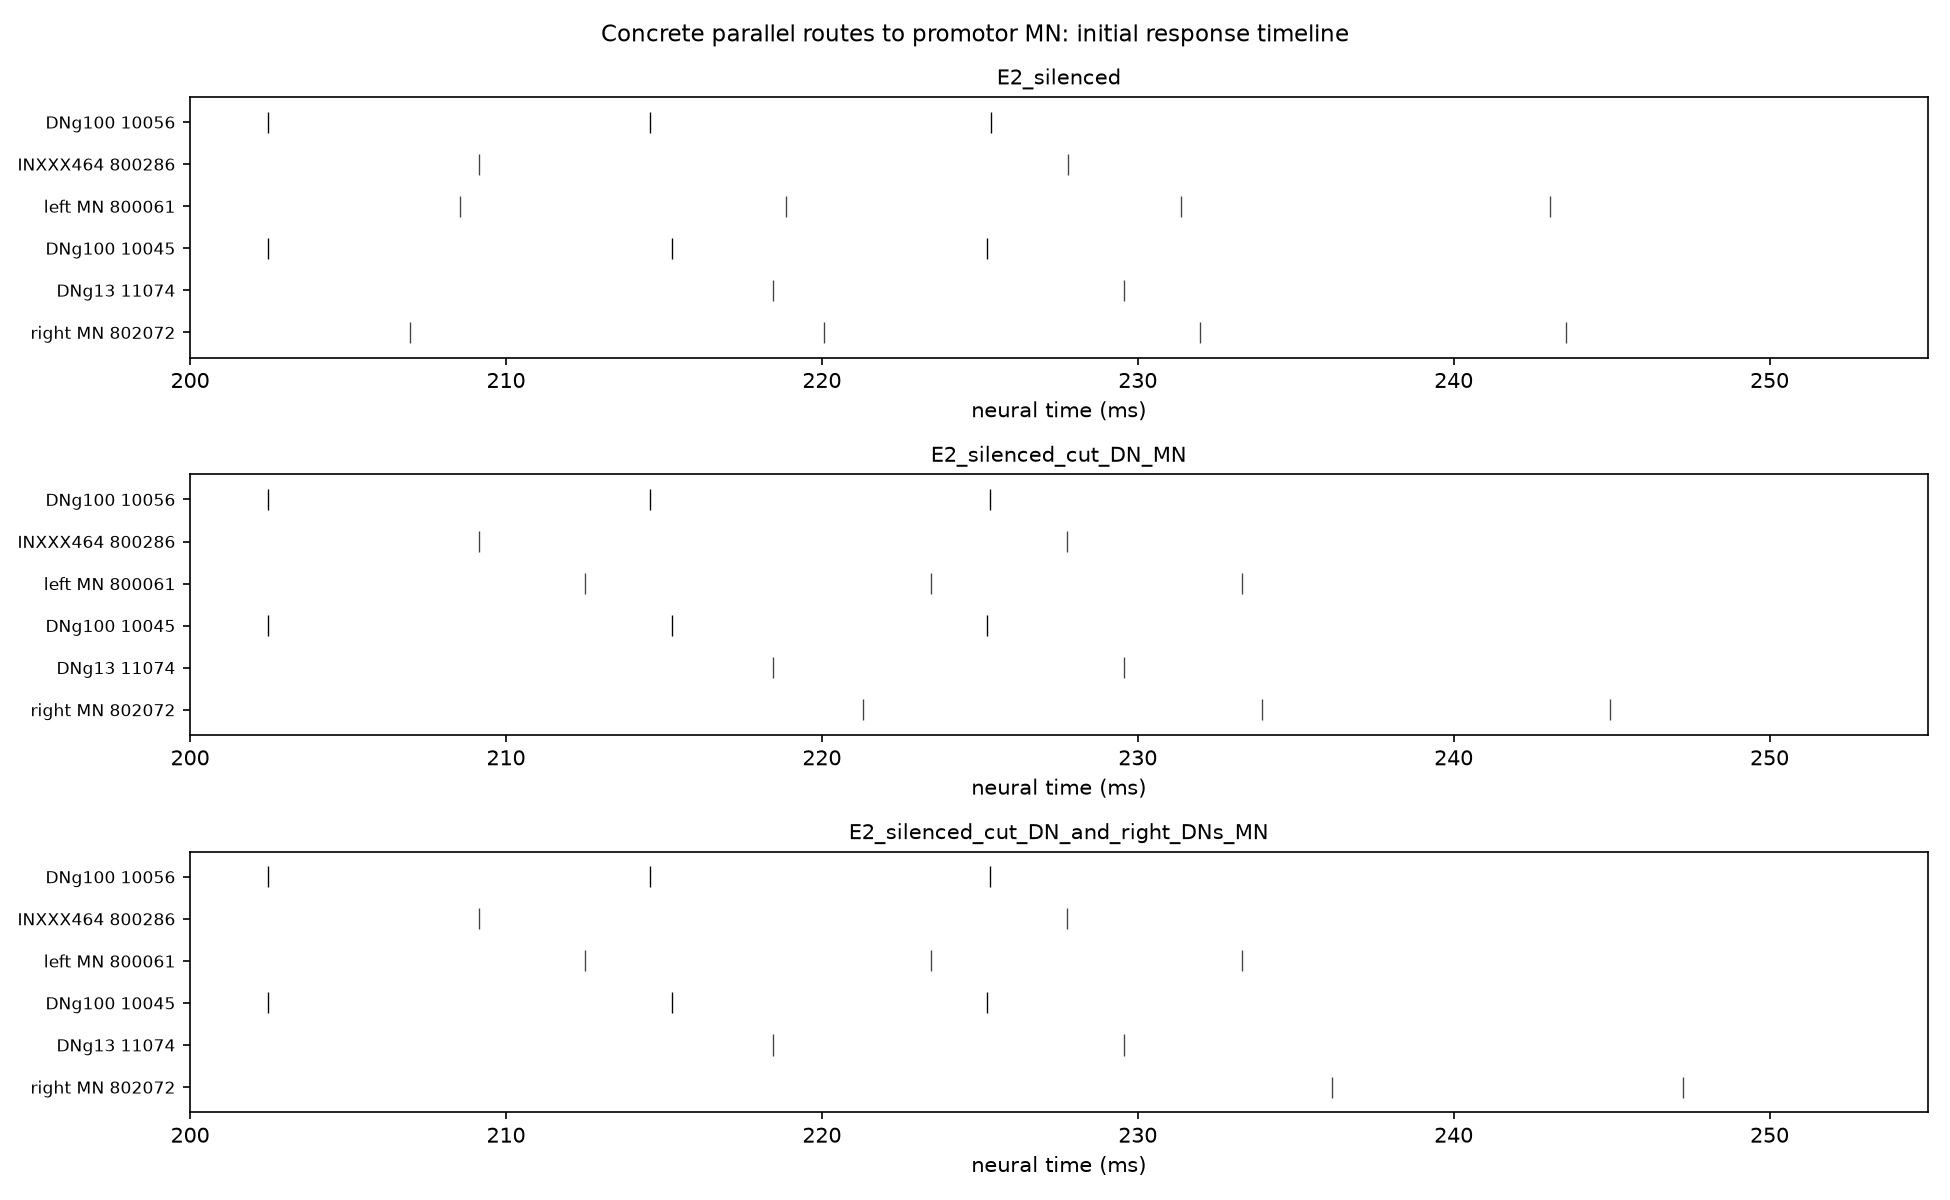 Concrete parallel routes to promotor MN: initial response timeline
E2_silenced
DNg100 10056
INXXX464 800286
left MN 800061
DNg100 10045
DNg13 11074
right MN 802072
200 210 220 230 240 250
neural time (ms)
E2_silenced_cut_DN_MN
DNg100 10056
INXXX464 800286
left MN 800061
DNg100 10045
DNg13 11074
right MN 802072
200 210 220 230 240 250
neural time (ms)
E2_silenced_cut_DN_and_right_DNs_MN
DNg100 10056
INXXX464 800286
left MN 800061
DNg100 10045
DNg13 11074
right MN 802072
200 210 220 230 240 250
neural time (ms)